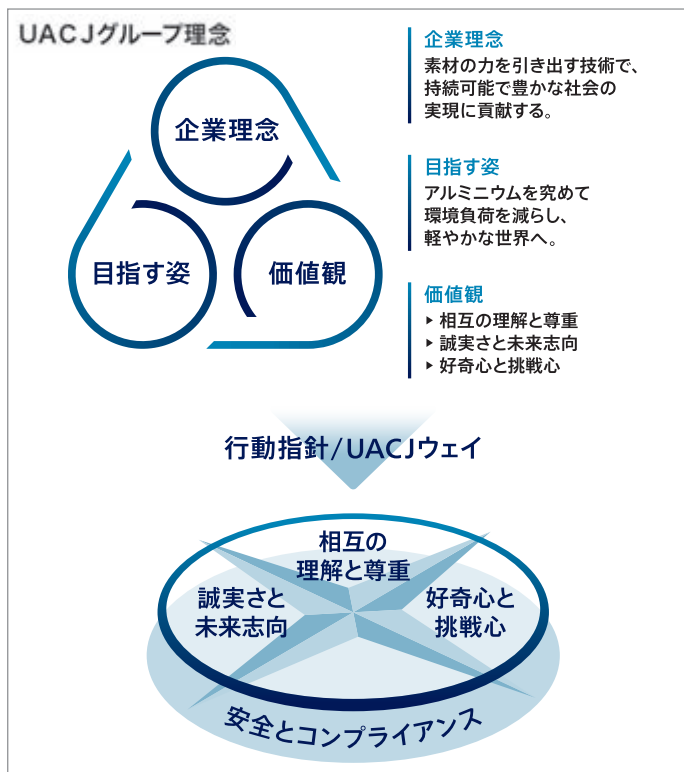 UACJグループ理念
企業理念
目指す姿
価値観
企業理念
素材の力を引き出す技術で、
持続可能で豊かな社会の
実現に貢献する。
目指す姿
アルミニウムを究めて
環境負荷を減らし、
軽やかな世界へ。
価値観
▶ 相互の理解と尊重
▶ 誠実さと未来志向
▶ 好奇心と挑戦心
行動指針/UACJウェイ
相互の
理解と尊重
誠実さと
未来志向
好奇心と
挑戦心
安全とコンプライアンス